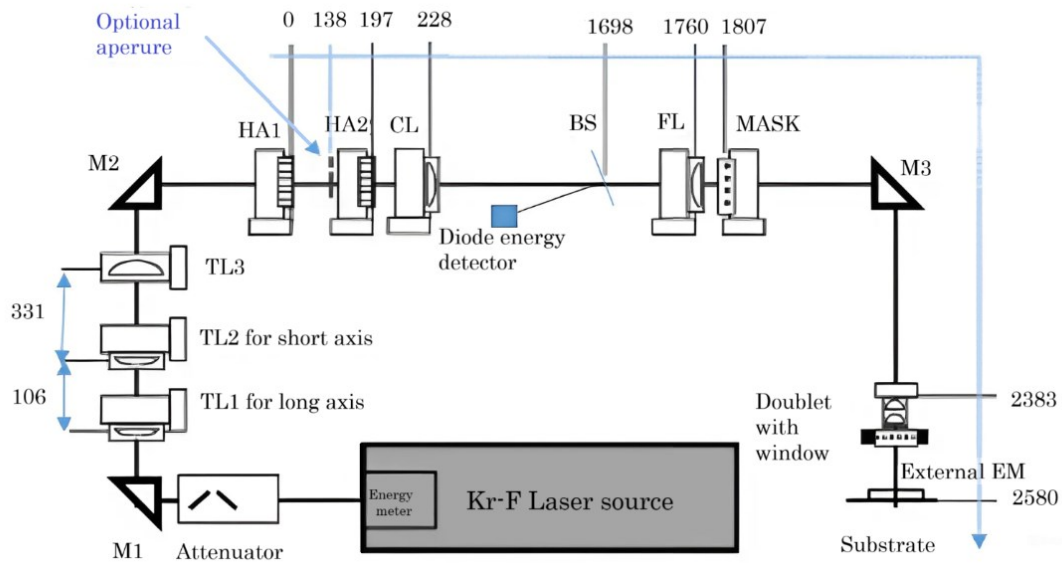 Optional
aperure
0
138
197
228
1698
1760
1807
HA1
HA2
CL
BS
FL
MASK
M2
M3
Diode energy
detector
TL3
331
TL2 for short axis
106
TL1 for long axis
Doublet
with
window
2383
External EM
2580
Energy
meter
Kr-F Laser source
M1
Attenuator
Substrate